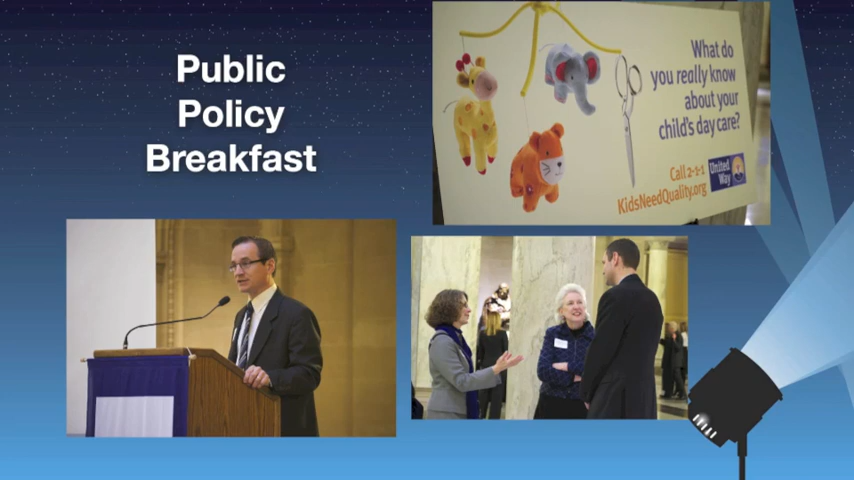 Public
Policy
Breakfast
What do
you really know
about your
child's day care?
Call 2-1-1
KidsNeedQuality.org
United
Way